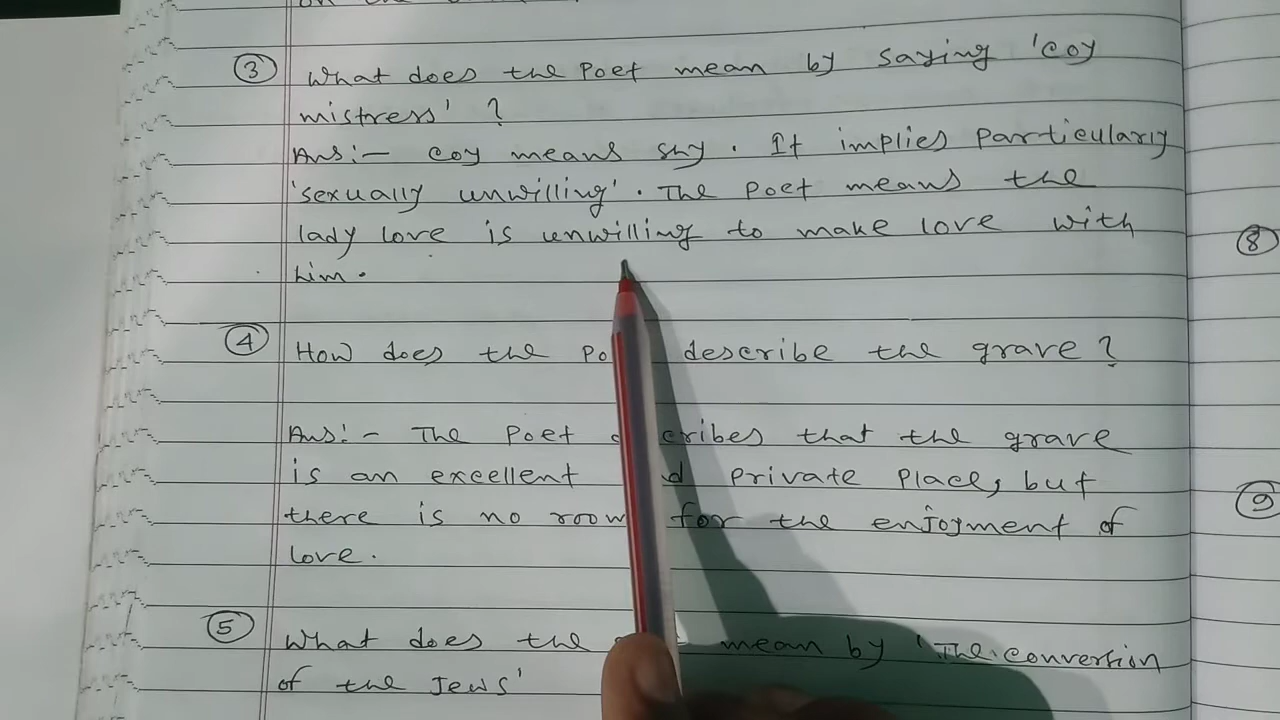 ③ What does the Poet mean by saying 'coy
mistress' ?
Ans:- coy means shy. It implies Particularly
'sexually unwilling'. The Poet means the
lady love is unwilling to make love with
him.
④ How does the describe the grave ?
Ans:- The Poet that the grave
is an excellent Private Place, but
there is no room for the enjoyment of
love.
⑤ What does the mean by 'The convertion
of the Jews'
⑧
⑨